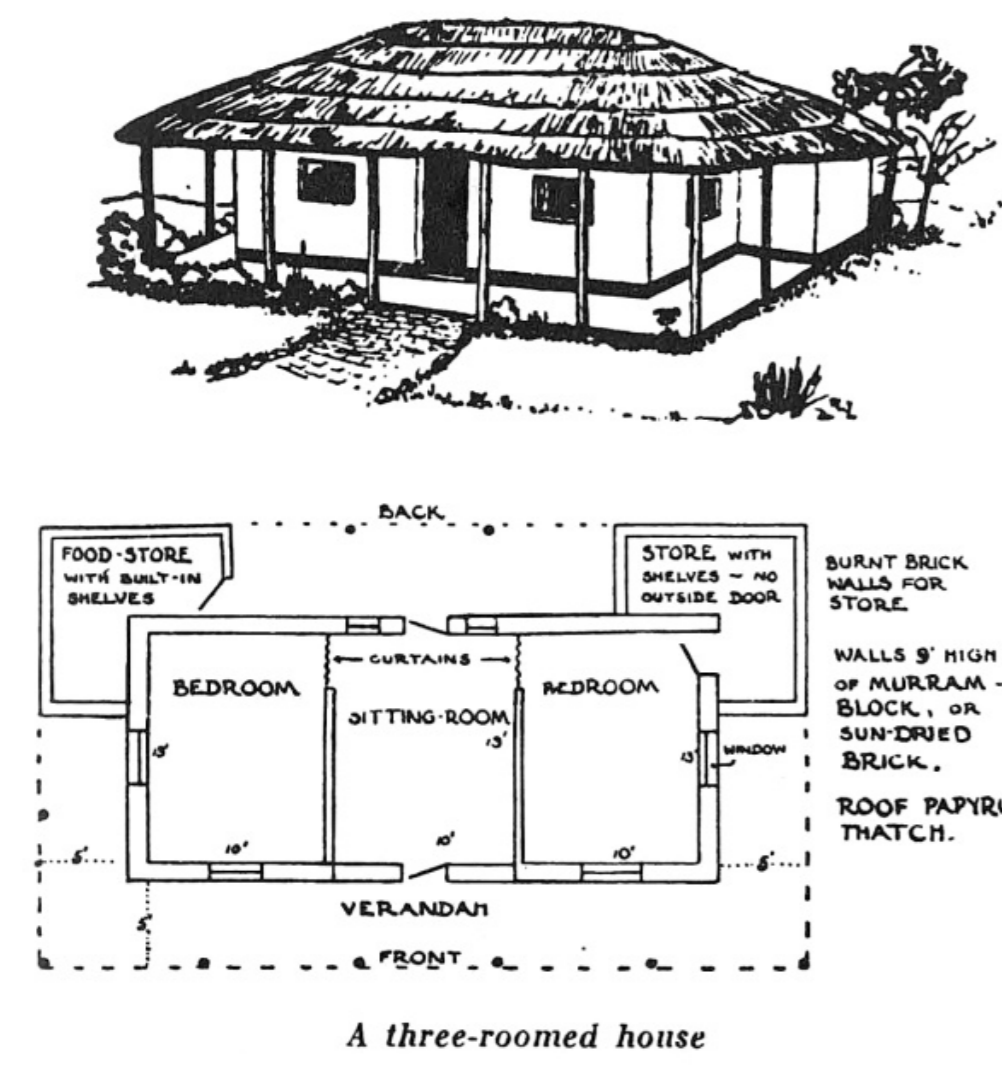 BACK
FOOD-STORE
WITH BUILT-IN
SHELVES
STORE WITH
SHELVES ~ NO
OUTSIDE DOOR
BURNT BRICK
WALLS FOR
STORE
CURTAINS
BEDROOM
SITTING-ROOM
BEDROOM
WALLS 9' HIGH
OF MURRAM-
BLOCK, OR
SUN-DRIED
BRICK.
13'
13'
13'
WINDOW
ROOF PAPYRU
THATCH.
10'
10'
10'
5'
5'
5'
VERANDAH
FRONT
A three-roomed house